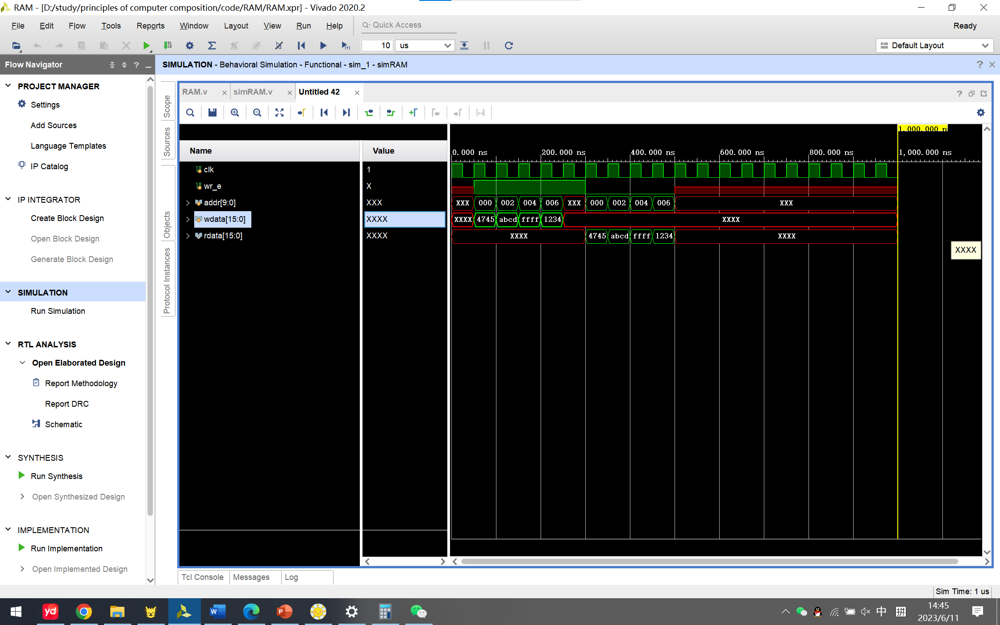 RAM - [D:/study/principles of computer composition/code/RAM/RAM.xpr] - Vivado 2020.2
File Edit Flow Tools Reports Window Layout View Run Help Quick Access Ready
10 us Default Layout
Flow Navigator
SIMULATION - Behavioral Simulation - Functional - sim_1 - simRAM
PROJECT MANAGER
Settings
Add Sources
Language Templates
IP Catalog
IP INTEGRATOR
Create Block Design
Open Block Design
Generate Block Design
SIMULATION
Run Simulation
RTL ANALYSIS
Open Elaborated Design
Report Methodology
Report DRC
Schematic
SYNTHESIS
Run Synthesis
Open Synthesized Design
IMPLEMENTATION
Run Implementation
Open Implemented Design
Scope
Sources
Objects
Protocol Instances
RAM.v simRAM.v Untitled 42
1,000.000 n
Name Value
0.000 ns 200.000 ns 400.000 ns 600.000 ns 800.000 ns 1,000.000 ns
clk 1
wr_e X
addr[9:0] XXX XXX 000 002 004 006 XXX 000 002 004 006 XXX
wdata[15:0] XXXX XXXX 4745 abcd ffff 1234 XXXX
rdata[15:0] XXXX XXXX 4745 abcd ffff 1234 XXXX
XXXX
Tcl Console Messages Log
Sim Time: 1 us
yd W P 中 拼
14:45
2023/6/11